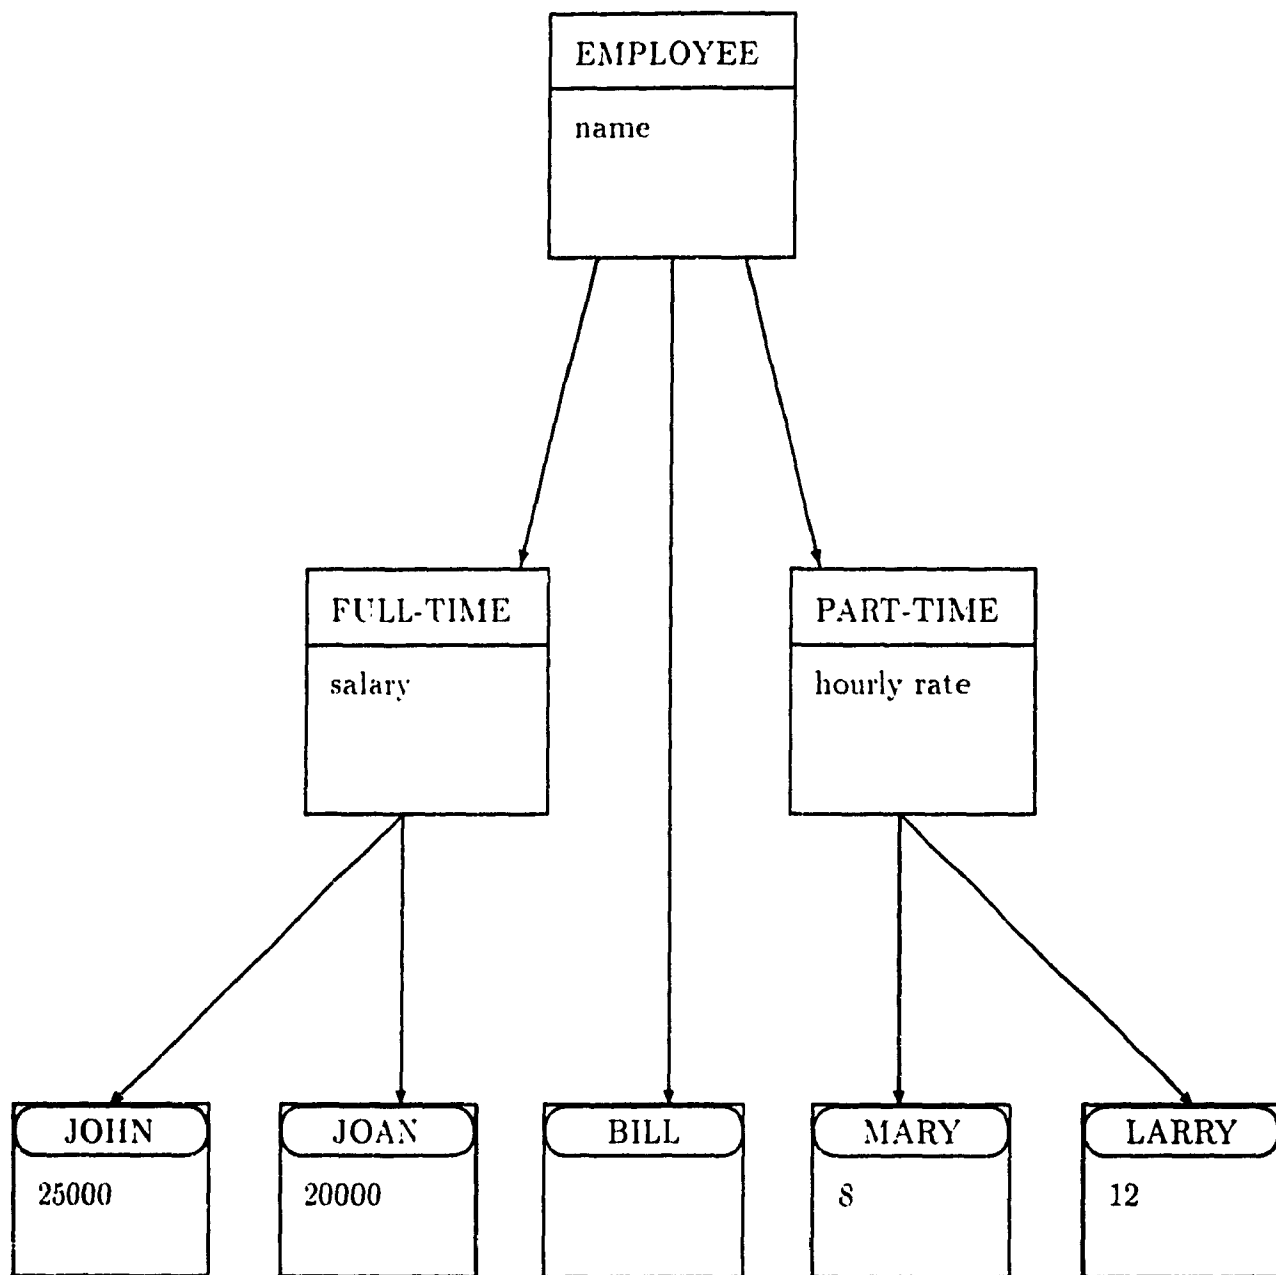 EMPLOYEE
name
FULL-TIME
PART-TIME
salary
hourly rate
JOHN
JOAN
BILL
MARY
LARRY
25000
20000
8
12